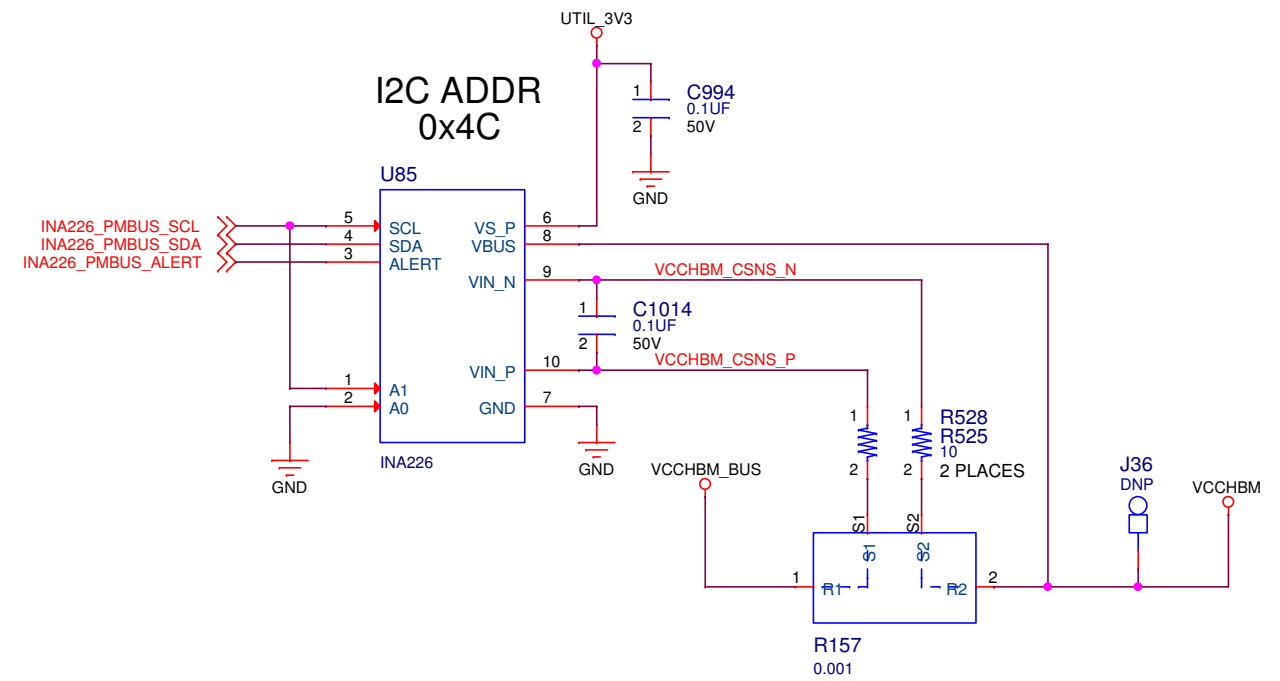 UTIL_3V3
I2C ADDR
0x4C
1
C994
0.1UF
2
50V
GND
U85
INA226_PMBUS_SCL
5
SCL
VS_P
6
INA226_PMBUS_SDA
4
SDA
VBUS
8
INA226_PMBUS_ALERT
3
ALERT
VIN_N
9
VCCHBM_CSNS_N
1
C1014
0.1UF
2
50V
VIN_P
10
VCCHBM_CSNS_P
1
A1
2
A0
GND
7
INA226
GND
GND
1
1
R528
R525
10
2
2
2 PLACES
VCCHBM_BUS
J36
DNP
VCCHBM
S1
S2
S1
S2
1
R1
R2
2
R157
0.001